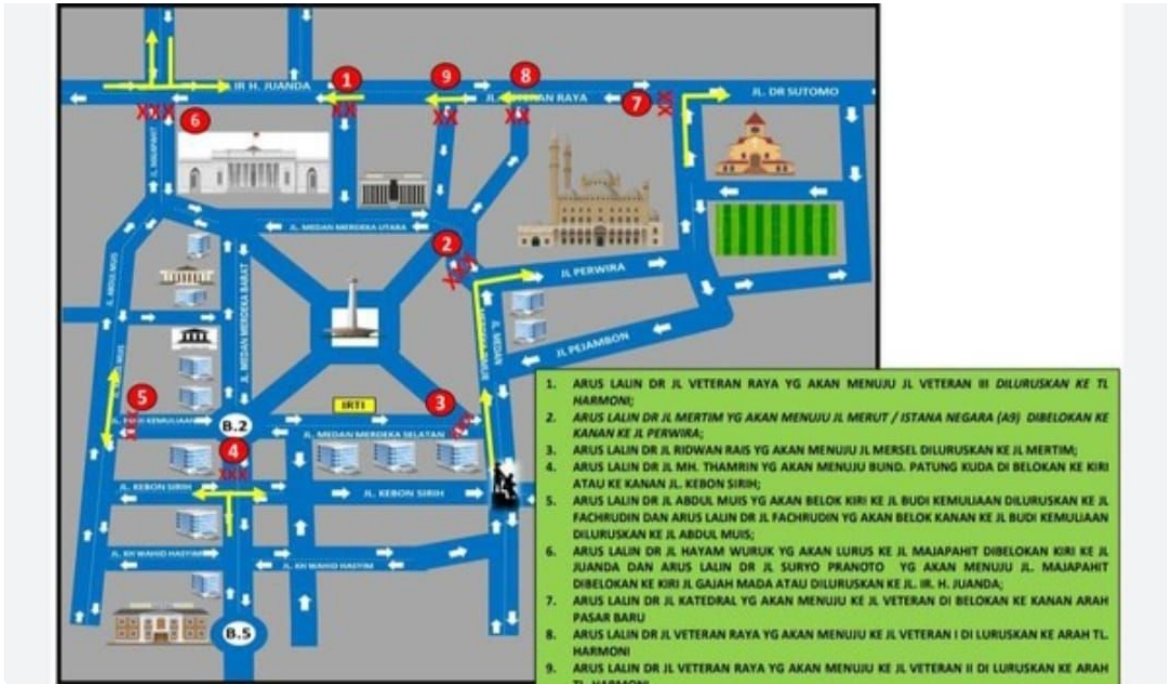 JL IR H. JUANDA
1
9
8
7
RAYA
JL. DR SUTOMO
6
JL. MAJAPAHIT
JL. MEDAN MERDEKA UTARA
2
JL PERWIRA
JL. ABDUL MUIS
JL. MEDAN MERDEKA BARAT
JL. MEDAN
JL PEJAMBON
5
IRTI
3
B.2
JL. MEDAN MERDEKA SELATAN
4
JL. KEBON SIRIH
JL. KEBON SIRIH
JL. KH WAHID HASYIM
JL. KH WAHID HASYIM
B.5
1. ARUS LALIN DR JL VETERAN RAYA YG AKAN MENUJU JL VETERAN III DILURUSKAN KE TL
HARMONI;
2. ARUS LALIN DR JL MERTIM YG AKAN MENUJU JL MERUT / ISTANA NEGARA (A9) DIBELOKAN KE
KANAN KE JL PERWIRA;
3. ARUS LALIN DR JL RIDWAN RAIS YG AKAN MENUJU JL MERSEL DILURUSKAN KE JL MERTIM;
4. ARUS LALIN DR JL MH. THAMRIN YG AKAN MENUJU BUND. PATUNG KUDA DI BELOKAN KE KIRI
ATAU KE KANAN JL. KEBON SIRIH;
5. ARUS LALIN DR JL ABDUL MUIS YG AKAN BELOK KIRI KE JL BUDI KEMULIAAN DILURUSKAN KE JL
FACHRUDIN DAN ARUS LALIN DR JL FACHRUDIN YG AKAN BELOK KANAN KE JL BUDI KEMULIAAN
DILURUSKAN KE JL ABDUL MUIS;
6. ARUS LALIN DR JL HAYAM WURUK YG AKAN LURUS KE JL MAJAPAHIT DIBELOKAN KIRI KE JL
JUANDA DAN ARUS LALIN DR JL SURYO PRANOTO YG AKAN MENUJU JL. MAJAPAHIT
DIBELOKAN KE KIRI JL GAJAH MADA ATAU DILURUSKAN KE JL. IR. H. JUANDA;
7. ARUS LALIN DR JL KATEDRAL YG AKAN MENUJU KE JL VETERAN DI BELOKAN KE KANAN ARAH
PASAR BARU
8. ARUS LALIN DR JL VETERAN RAYA YG AKAN MENUJU KE JL VETERAN I DI LURUSKAN KE ARAH TL.
HARMONI
9. ARUS LALIN DR JL VETERAN RAYA YG AKAN MENUJU KE JL VETERAN II DI LURUSKAN KE ARAH
TL. HARMONI